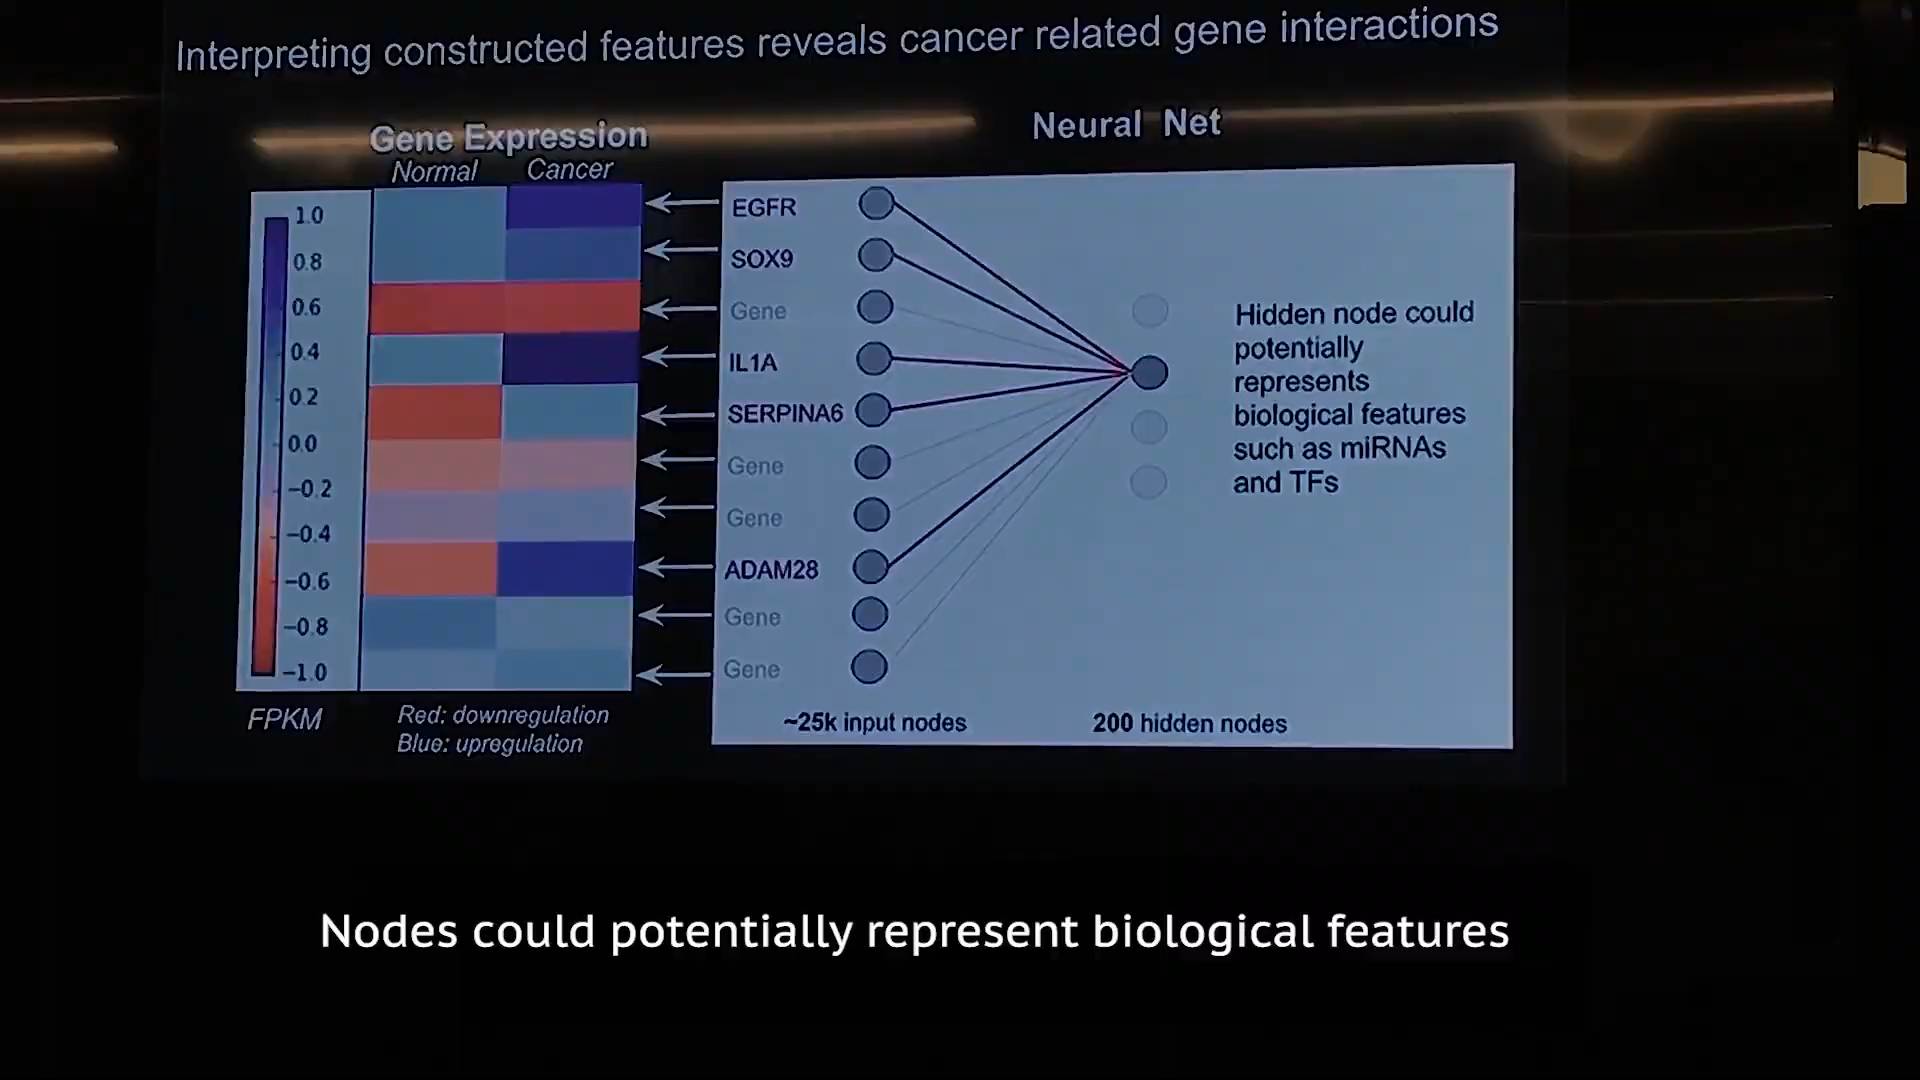 Interpreting constructed features reveals cancer related gene interactions
Gene Expression
Normal Cancer
1.0
0.8
0.6
0.4
0.2
0.0
−0.2
−0.4
−0.6
−0.8
−1.0
FPKM
Red: downregulation
Blue: upregulation
Neural Net
EGFR
SOX9
Gene
IL1A
SERPINA6
Gene
Gene
ADAM28
Gene
Gene
~25k input nodes
200 hidden nodes
Hidden node could
potentially
represents
biological features
such as miRNAs
and TFs
Nodes could potentially represent biological features